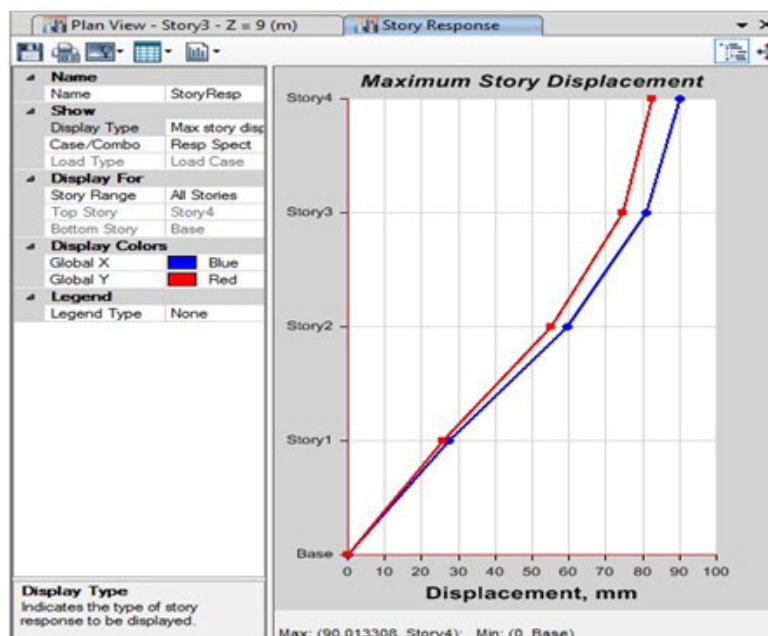 Plan View - Story3 - Z = 9 (m)
Story Response
Name
Name StoryResp
Show
Display Type Max story disp
Case/Combo Resp Spect
Load Type Load Case
Display For
Story Range All Stories
Top Story Story4
Bottom Story Base
Display Colors
Global X Blue
Global Y Red
Legend
Legend Type None
Display Type
Indicates the type of story
response to be displayed.
Maximum Story Displacement
Story4
Story3
Story2
Story1
Base
0 10 20 30 40 50 60 70 80 90 100
Displacement, mm
Max: (90.013308, Story4); Min: (0, Base)